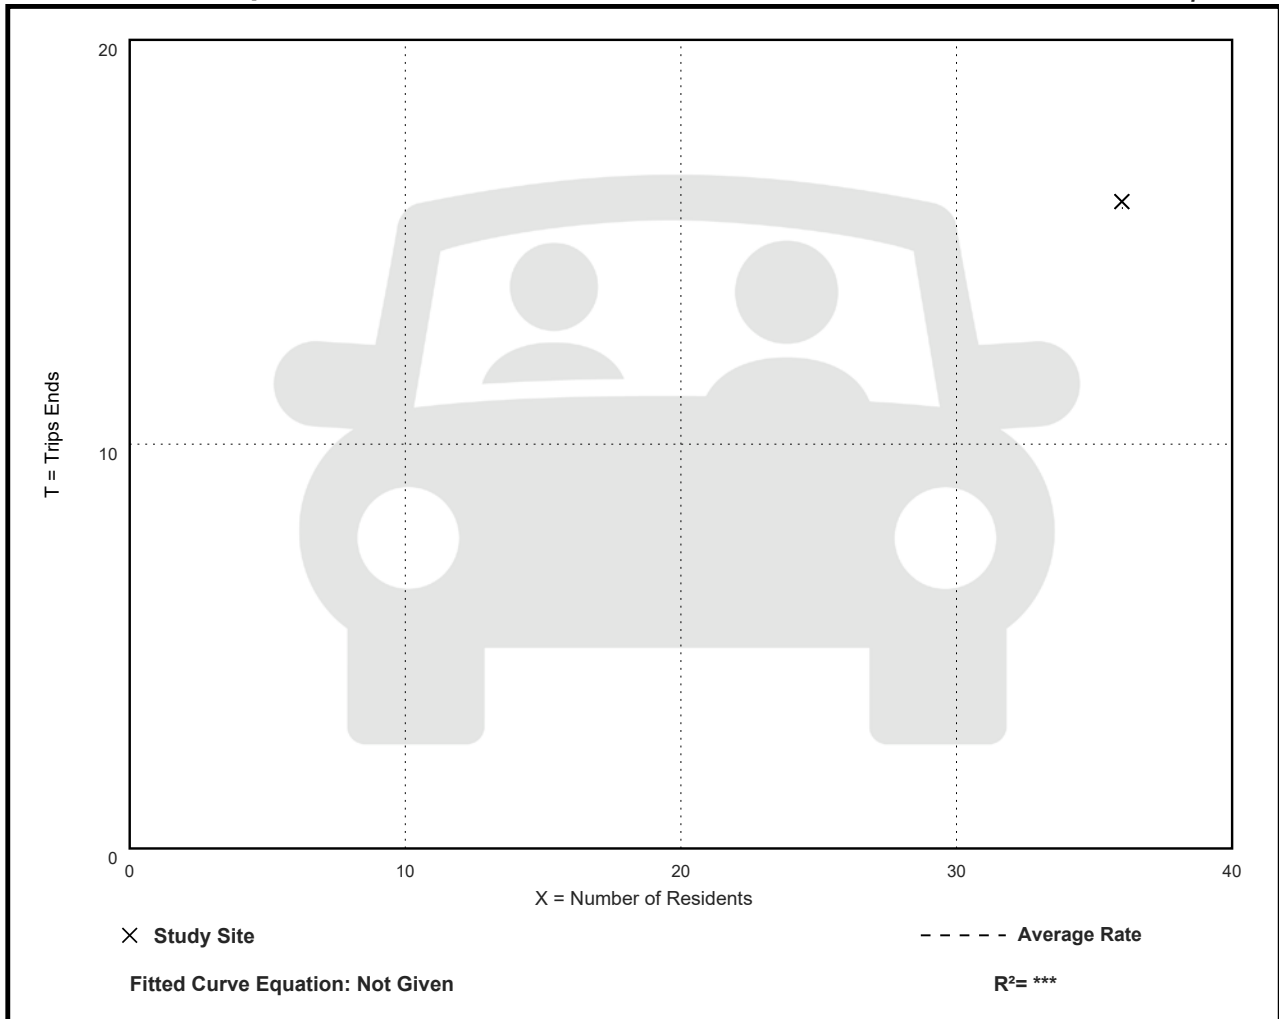 20
10
0
T = Trips Ends
0 10 20 30 40
X = Number of Residents
Study Site
Average Rate
Fitted Curve Equation: Not Given
R²= ***